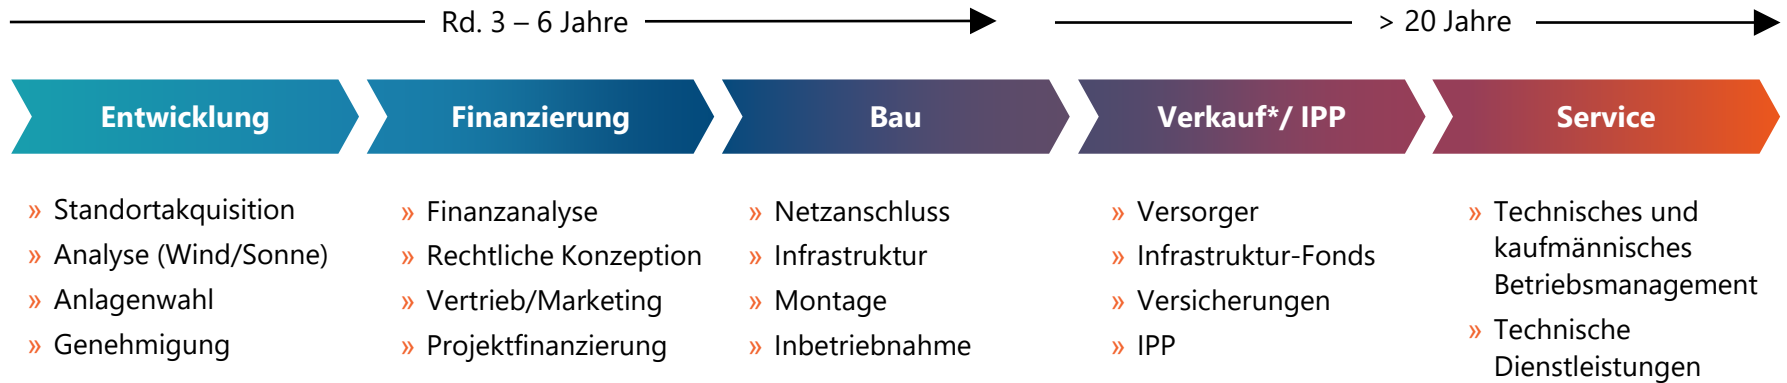 Rd. 3 – 6 Jahre
> 20 Jahre
Entwicklung
Finanzierung
Bau
Verkauf*/ IPP
Service
» Standortakquisition
» Analyse (Wind/Sonne)
» Anlagenwahl
» Genehmigung
» Finanzanalyse
» Rechtliche Konzeption
» Vertrieb/Marketing
» Projektfinanzierung
» Netzanschluss
» Infrastruktur
» Montage
» Inbetriebnahme
» Versorger
» Infrastruktur-Fonds
» Versicherungen
» IPP
» Technisches und
kaufmännisches
Betriebsmanagement
» Technische
Dienstleistungen